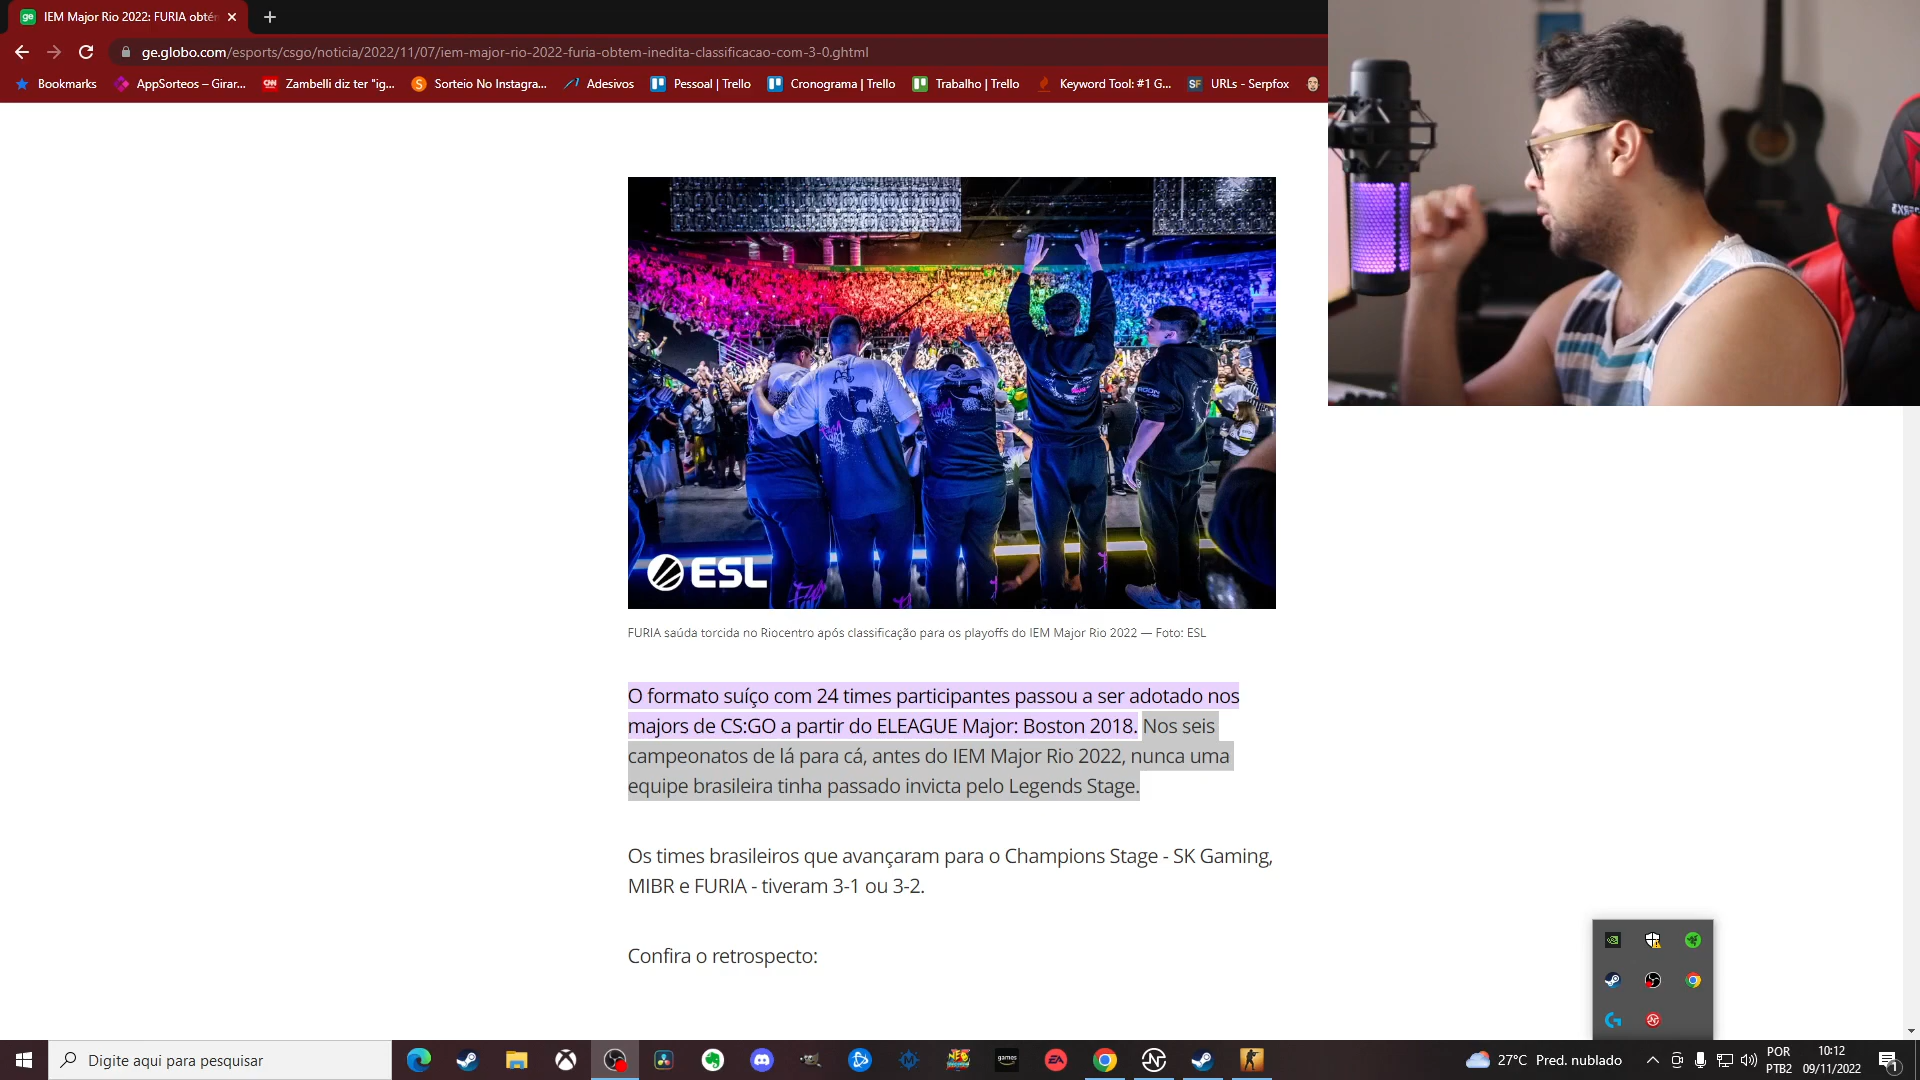 ge IEM Major Rio 2022: FURIA obtér
ge.globo.com/esports/csgo/noticia/2022/11/07/iem-major-rio-2022-furia-obtem-inedita-classificacao-com-3-0.ghtml
Bookmarks AppSorteos – Girar... CNN Zambelli diz ter "ig... S Sorteio No Instagra... Adesivos Pessoal | Trello Cronograma | Trello Trabalho | Trello Keyword Tool: #1 G... SF URLs - Serpfox
ESL
FURIA saúda torcida no Riocentro após classificação para os playoffs do IEM Major Rio 2022 — Foto: ESL
O formato suíço com 24 times participantes passou a ser adotado nos
majors de CS:GO a partir do ELEAGUE Major: Boston 2018. Nos seis
campeonatos de lá para cá, antes do IEM Major Rio 2022, nunca uma
equipe brasileira tinha passado invicta pelo Legends Stage.
Os times brasileiros que avançaram para o Champions Stage - SK Gaming,
MIBR e FURIA - tiveram 3-1 ou 3-2.
Confira o retrospecto:
Digite aqui para pesquisar
games
EA
27°C Pred. nublado
POR
PTB2
10:12
09/11/2022
1